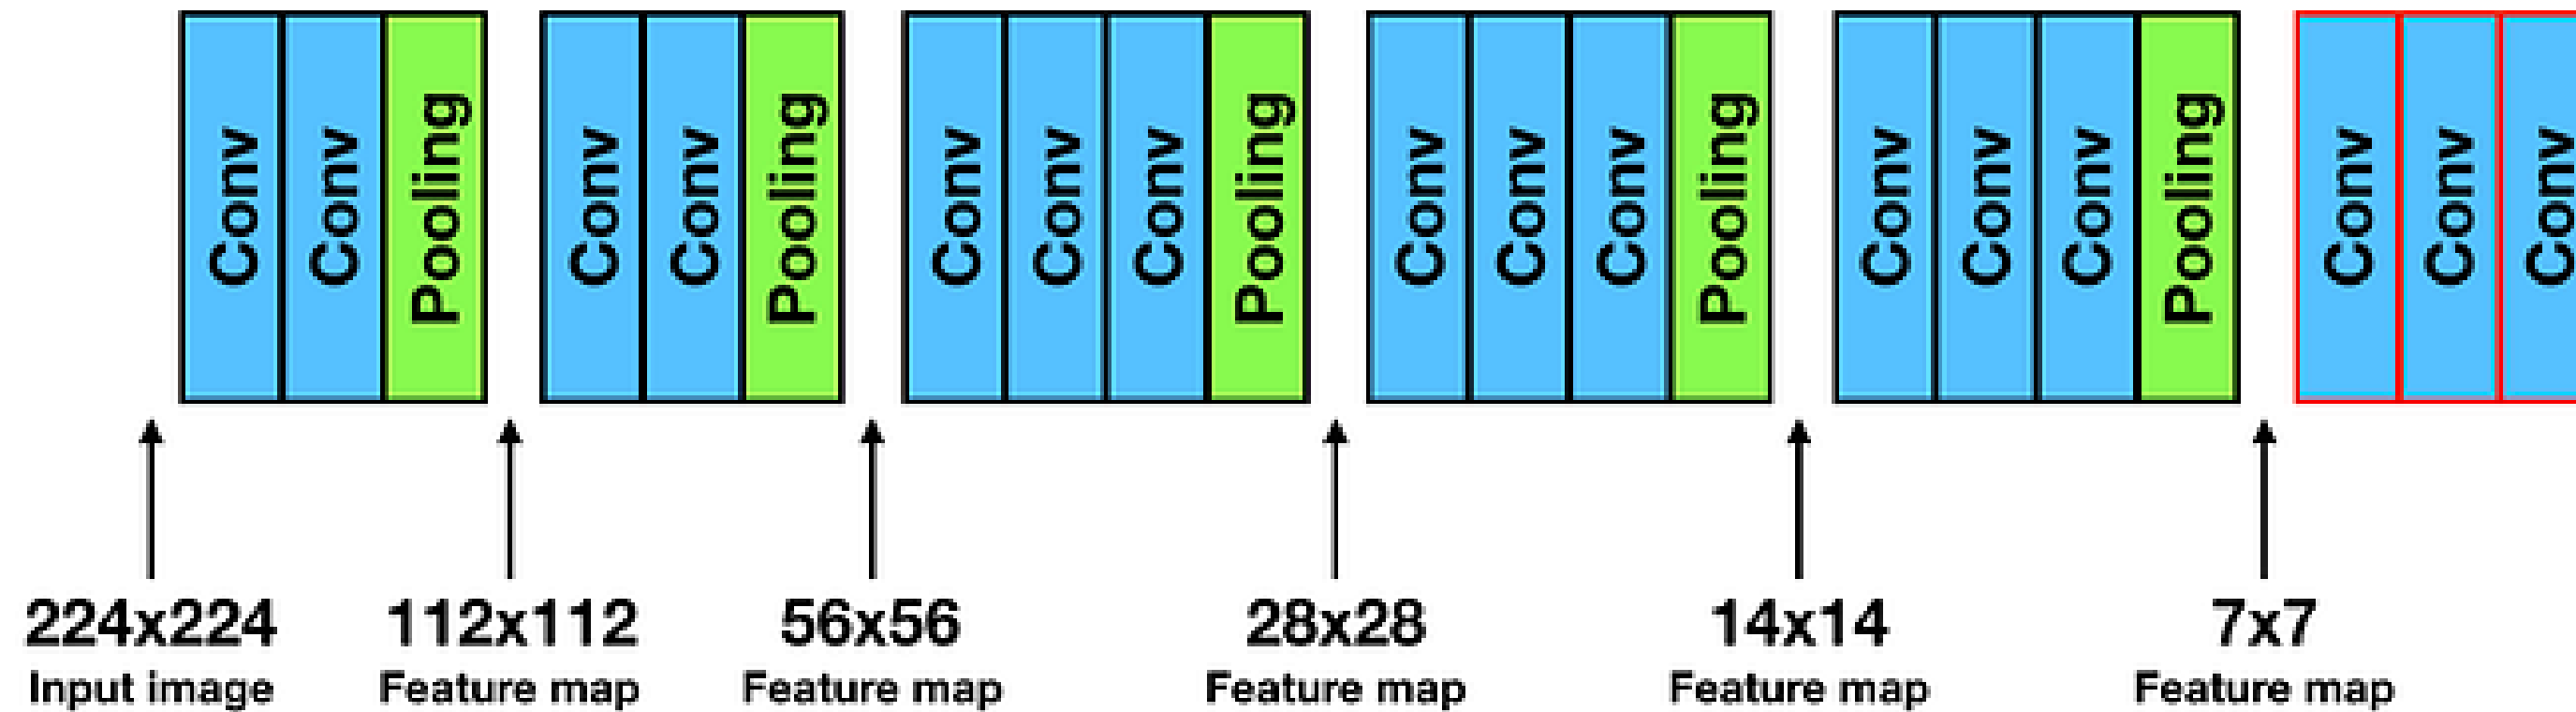 Conv Conv Pooling Conv Conv Pooling Conv Conv Conv Pooling Conv Conv Conv Pooling Conv Conv Conv Pooling Conv Conv Conv
224x224 112x112 56x56 28x28 14x14 7x7
Input image Feature map Feature map Feature map Feature map Feature map